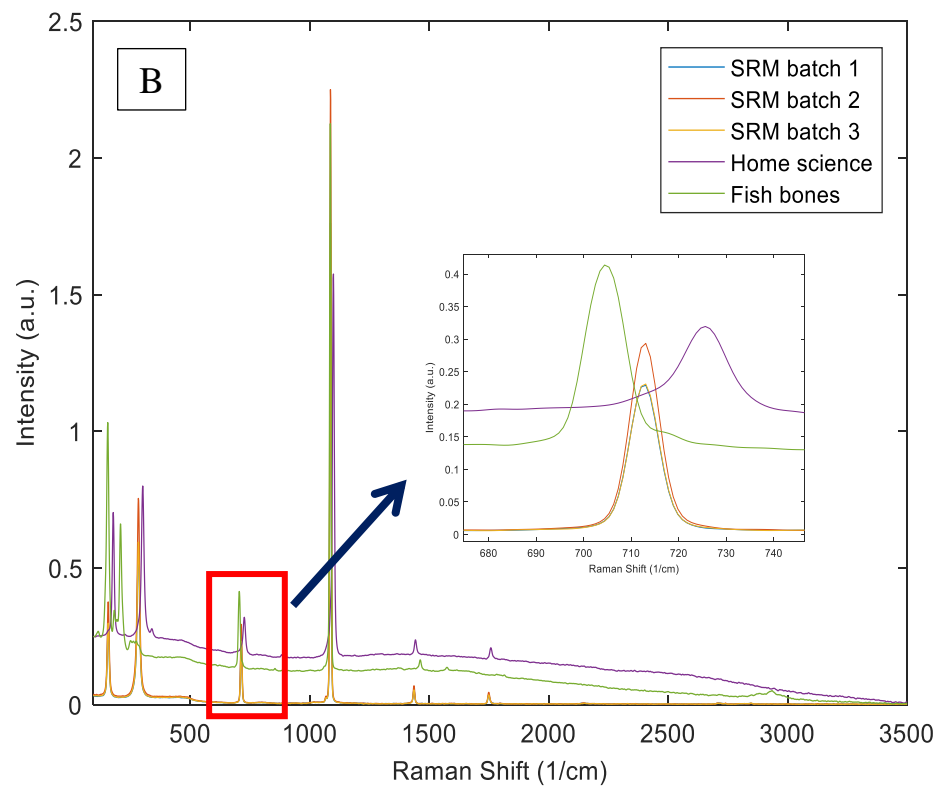 B
SRM batch 1
SRM batch 2
SRM batch 3
Home science
Fish bones
2.5
2
1.5
1
0.5
0
Intensity (a.u.)
500
1000
1500
2000
2500
3000
3500
Raman Shift (1/cm)
0.4
0.35
0.3
0.25
0.2
0.15
0.1
0.05
0
Intensity (a.u.)
680
690
700
710
720
730
740
Raman Shift (1/cm)